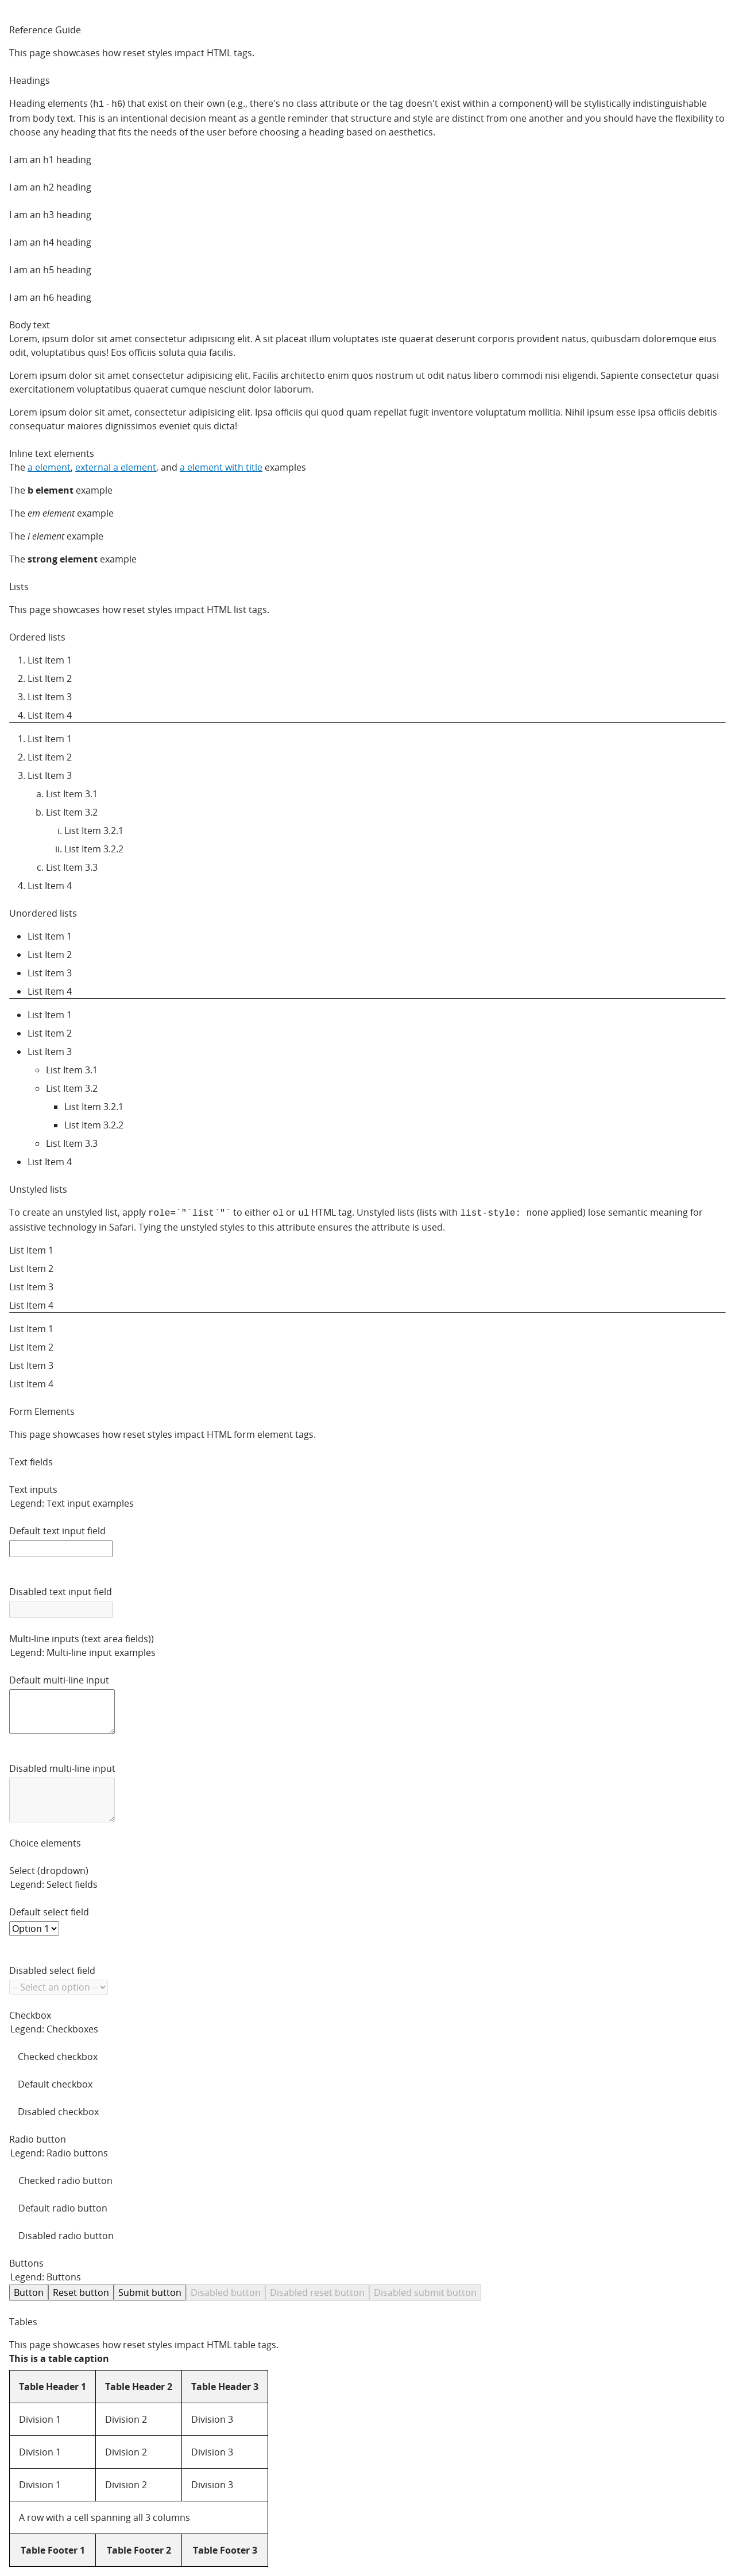 Reference Guide
This page showcases how reset styles impact HTML tags.
Headings
Heading elements (h1 - h6) that exist on their own (e.g., there's no class attribute or the tag doesn't exist within a component) will be stylistically indistinguishable
from body text. This is an intentional decision meant as a gentle reminder that structure and style are distinct from one another and you should have the flexibility to
choose any heading that fits the needs of the user before choosing a heading based on aesthetics.
I am an h1 heading
I am an h2 heading
I am an h3 heading
I am an h4 heading
I am an h5 heading
I am an h6 heading
Body text
Lorem, ipsum dolor sit amet consectetur adipisicing elit. A sit placeat illum voluptates iste quaerat deserunt corporis provident natus, quibusdam doloremque eius
odit, voluptatibus quis! Eos officiis soluta quia facilis.
Lorem ipsum dolor sit amet consectetur adipisicing elit. Facilis architecto enim quos nostrum ut odit natus libero commodi nisi eligendi. Sapiente consectetur quasi
exercitationem voluptatibus quaerat cumque nesciunt dolor laborum.
Lorem ipsum dolor sit amet, consectetur adipisicing elit. Ipsa officiis qui quod quam repellat fugit inventore voluptatum mollitia. Nihil ipsum esse ipsa officiis debitis
consequatur maiores dignissimos eveniet quis dicta!
Inline text elements
The a element, external a element, and a element with title examples
The b element example
The em element example
The i element example
The strong element example
Lists
This page showcases how reset styles impact HTML list tags.
Ordered lists
1. List Item 1
2. List Item 2
3. List Item 3
4. List Item 4
1. List Item 1
2. List Item 2
3. List Item 3
a. List Item 3.1
b. List Item 3.2
i. List Item 3.2.1
ii. List Item 3.2.2
c. List Item 3.3
4. List Item 4
Unordered lists
• List Item 1
• List Item 2
• List Item 3
• List Item 4
• List Item 1
• List Item 2
• List Item 3
◦ List Item 3.1
◦ List Item 3.2
▪ List Item 3.2.1
▪ List Item 3.2.2
◦ List Item 3.3
• List Item 4
Unstyled lists
To create an unstyled list, apply role=`"`list`"` to either ol or ul HTML tag. Unstyled lists (lists with list-style: none applied) lose semantic meaning for
assistive technology in Safari. Tying the unstyled styles to this attribute ensures the attribute is used.
List Item 1
List Item 2
List Item 3
List Item 4
List Item 1
List Item 2
List Item 3
List Item 4
Form Elements
This page showcases how reset styles impact HTML form element tags.
Text fields
Text inputs
Legend: Text input examples
Default text input field
Disabled text input field
Multi-line inputs (text area fields))
Legend: Multi-line input examples
Default multi-line input
Disabled multi-line input
Choice elements
Select (dropdown)
Legend: Select fields
Default select field
Option 1
Disabled select field
-- Select an option --
Checkbox
Legend: Checkboxes
Checked checkbox
Default checkbox
Disabled checkbox
Radio button
Legend: Radio buttons
Checked radio button
Default radio button
Disabled radio button
Buttons
Legend: Buttons
Button Reset button Submit button Disabled button Disabled reset button Disabled submit button
Tables
This page showcases how reset styles impact HTML table tags.
This is a table caption
Table Header 1 Table Header 2 Table Header 3
Division 1 Division 2 Division 3
Division 1 Division 2 Division 3
Division 1 Division 2 Division 3
A row with a cell spanning all 3 columns
Table Footer 1 Table Footer 2 Table Footer 3